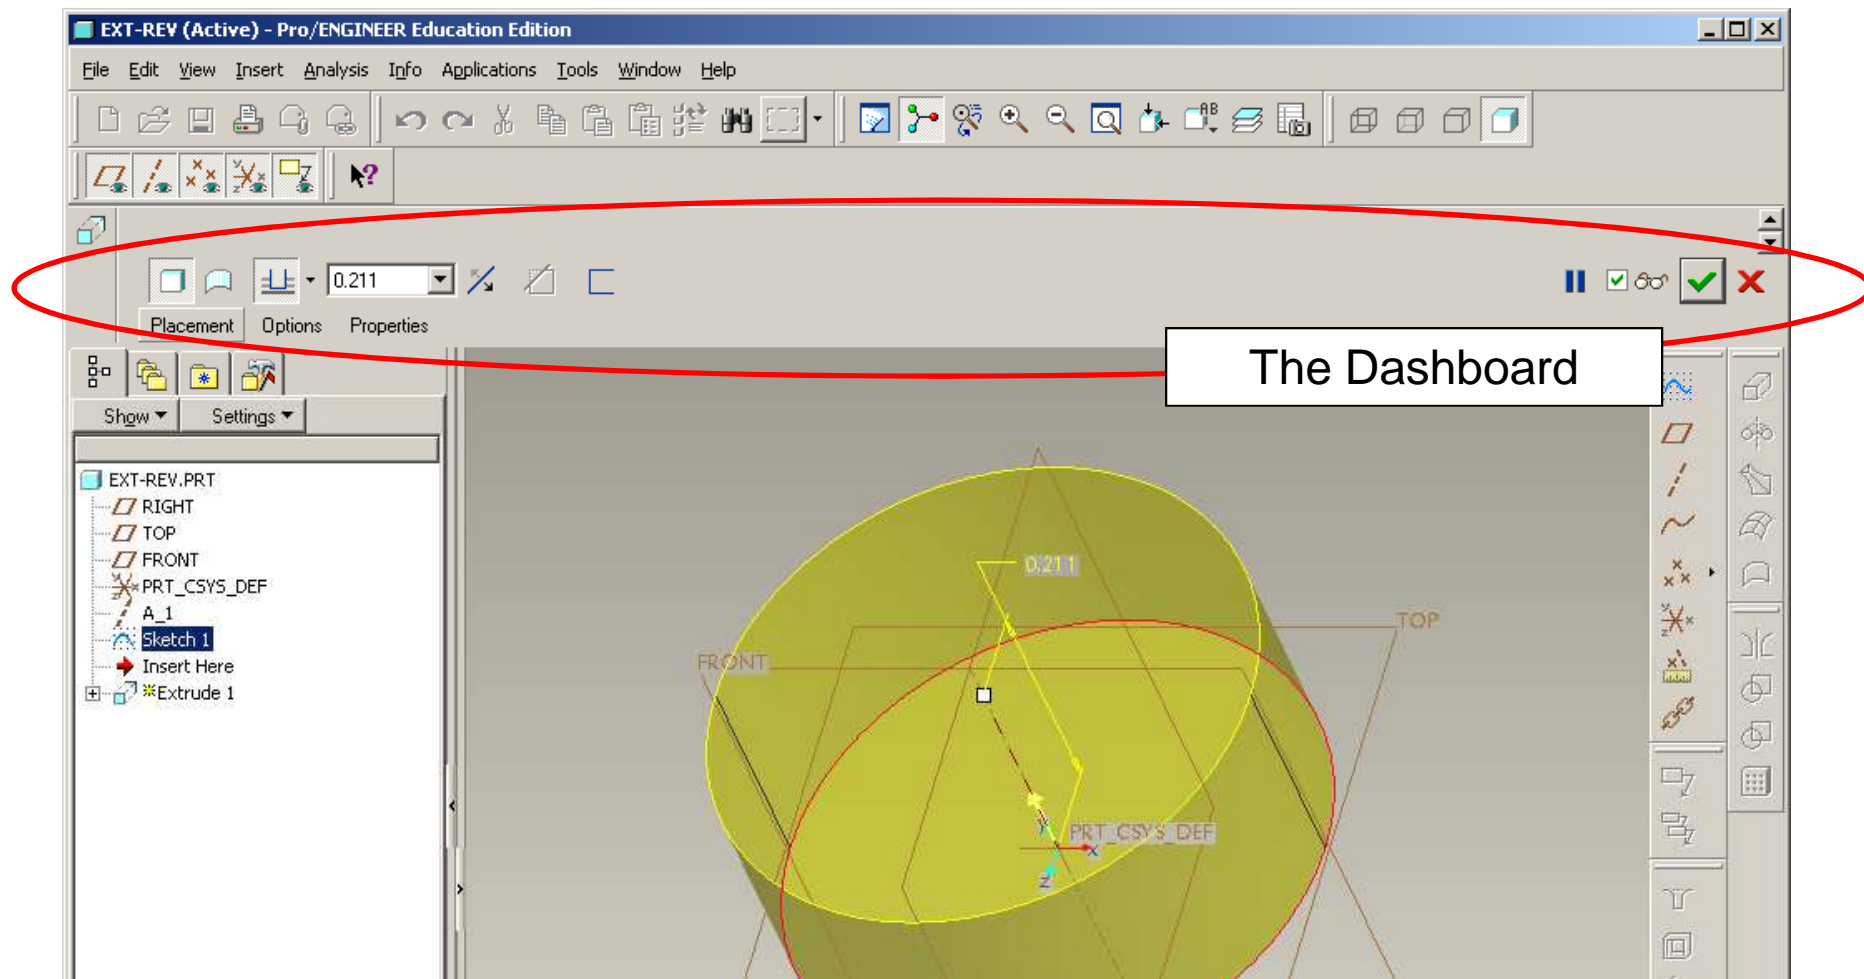 EXT-REV (Active) - Pro/ENGINEER Education Edition
File Edit View Insert Analysis Info Applications Tools Window Help
0.211
Placement Options Properties
The Dashboard
Show Settings
EXT-REV.PRT
RIGHT
TOP
FRONT
PRT_CSYS_DEF
A_1
Sketch 1
Insert Here
Extrude 1
0.211
TOP
FRONT
Y
PRT_CSYS_DEF
X
Z